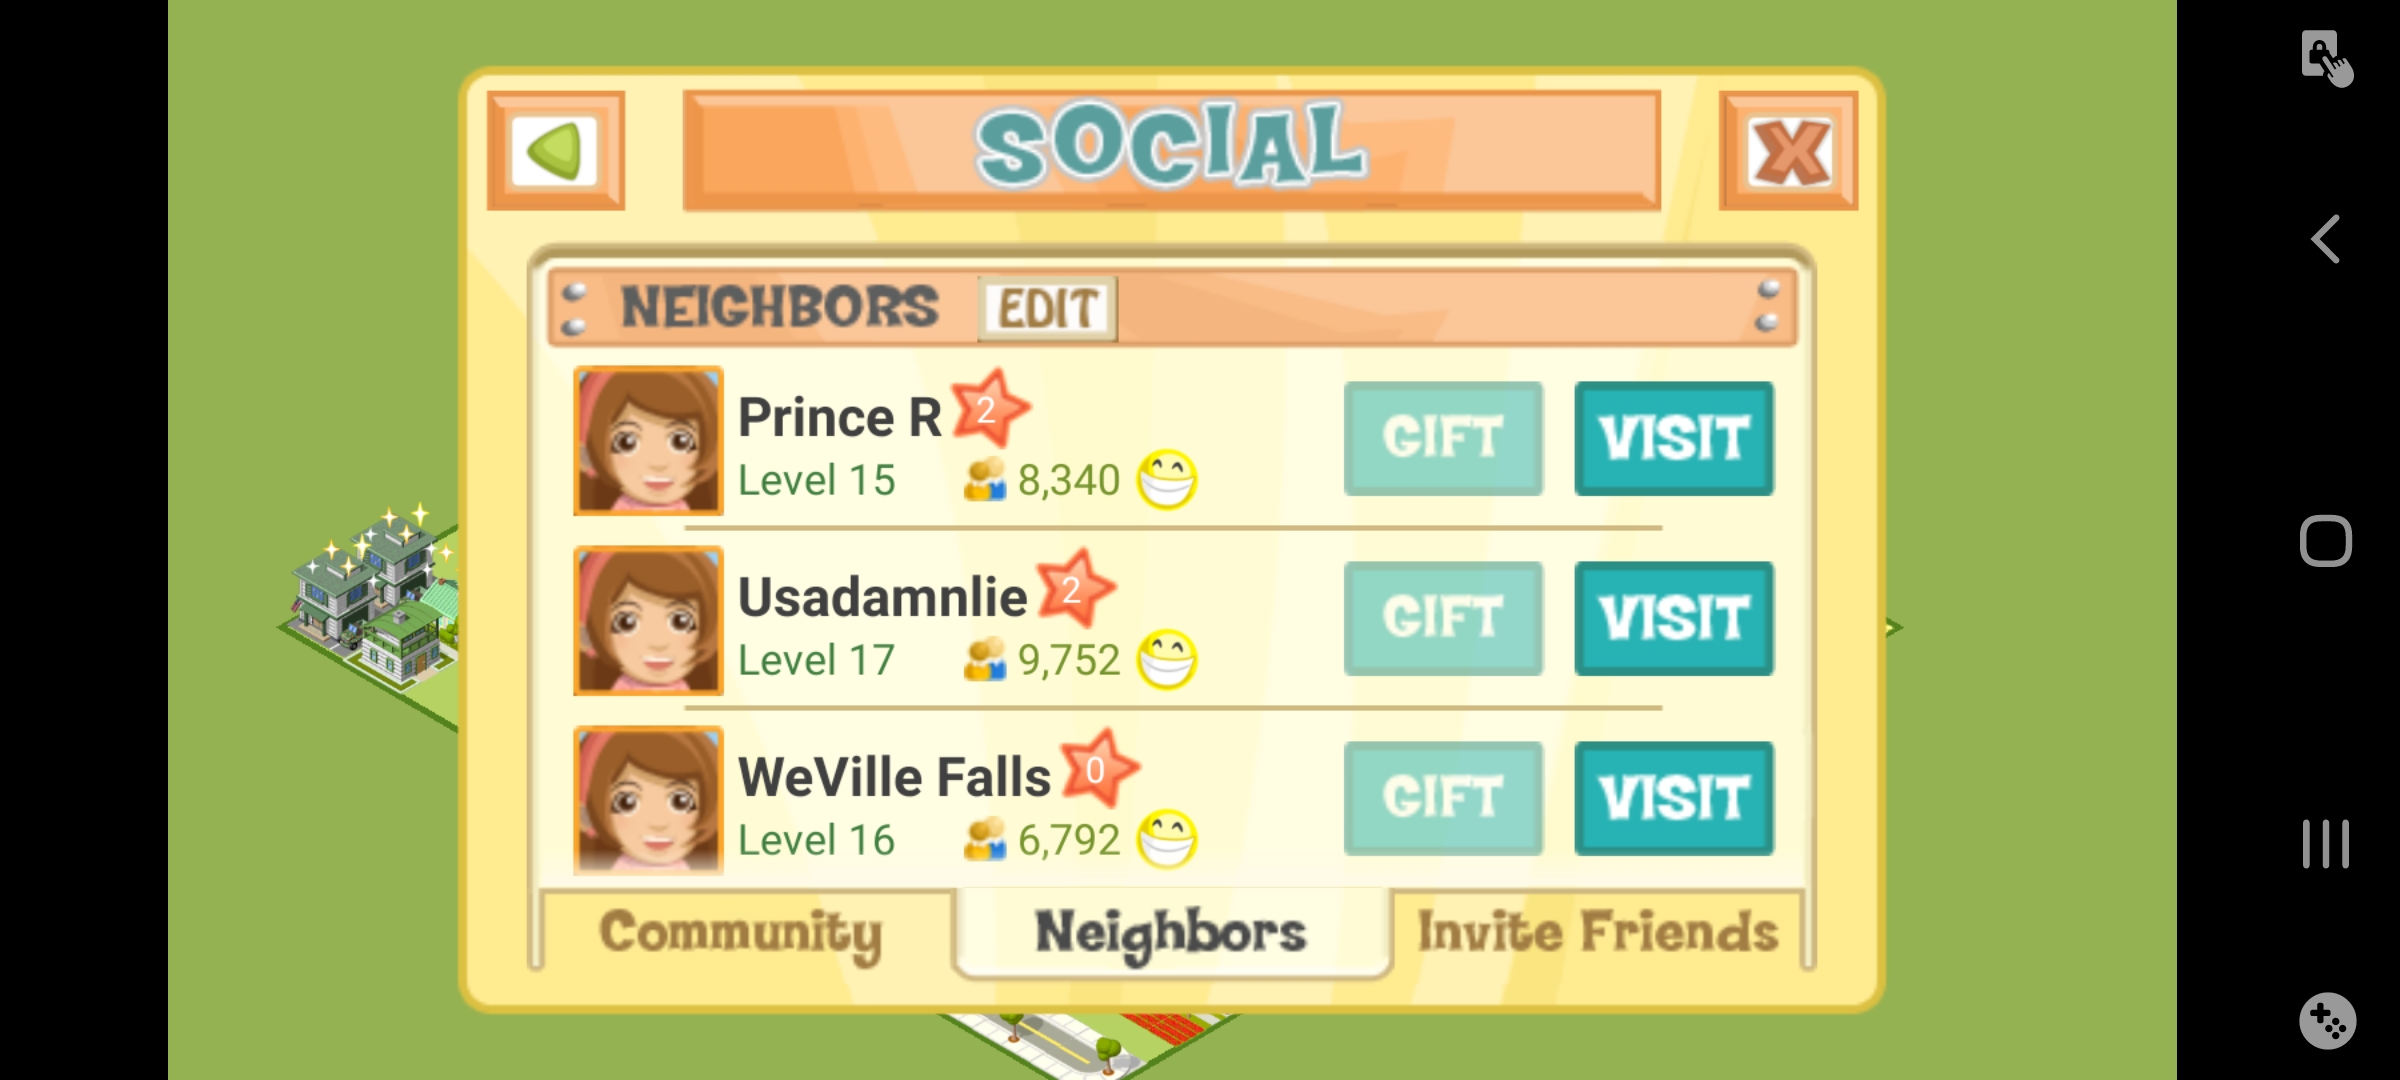 SOCIAL
NEIGHBORS EDIT
Prince R 2
Level 15 8,340
GIFT VISIT
Usadamnlie 2
Level 17 9,752
GIFT VISIT
WeVille Falls 0
Level 16 6,792
GIFT VISIT
Community Neighbors Invite Friends